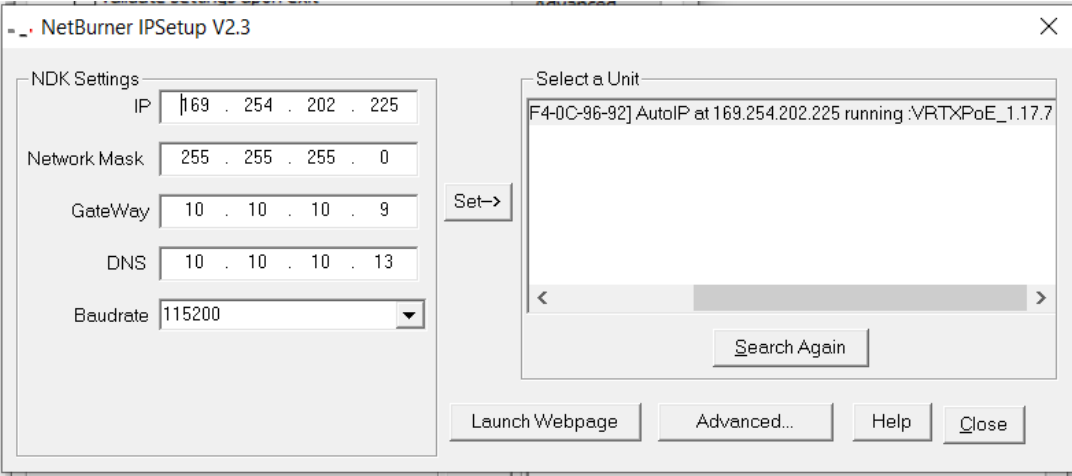 NetBurner IPSetup V2.3
NDK Settings
IP 169 . 254 . 202 . 225
Network Mask 255 . 255 . 255 . 0
GateWay 10 . 10 . 10 . 9
DNS 10 . 10 . 10 . 13
Baudrate 115200
Set-->
Select a Unit
F4-0C-96-92] AutoIP at 169.254.202.225 running :VRTXPoE_1.17.7
Search Again
Launch Webpage
Advanced...
Help
Close